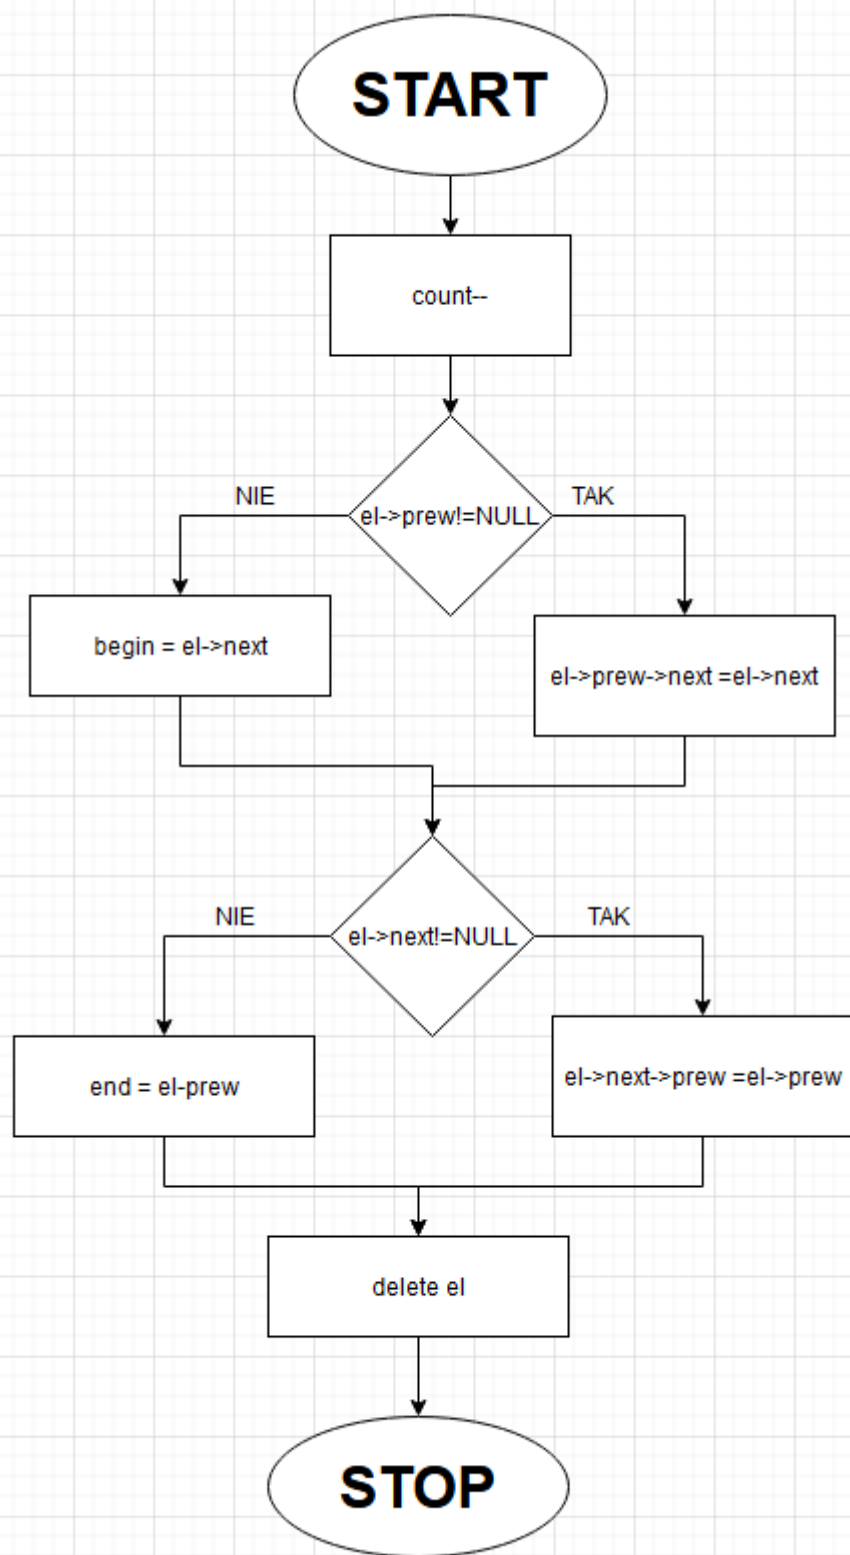 START
count--
NIE
TAK
el->prew!=NULL
begin = el->next
el->prew->next =el->next
NIE
TAK
el->next!=NULL
end = el-prew
el->next->prew =el->prew
delete el
STOP